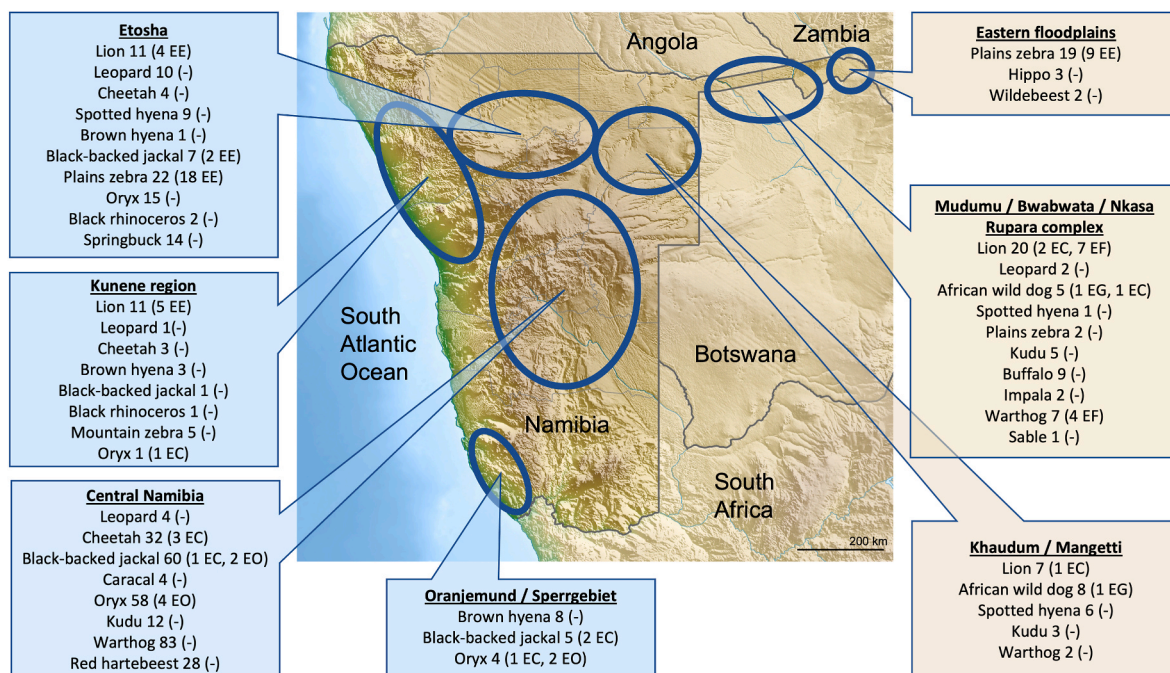 Etosha
Lion 11 (4 EE)
Leopard 10 (-)
Cheetah 4 (-)
Spotted hyena 9 (-)
Brown hyena 1 (-)
Black-backed jackal 7 (2 EE)
Plains zebra 22 (18 EE)
Oryx 15 (-)
Black rhinoceros 2 (-)
Springbuck 14 (-)
Kunene region
Lion 11 (5 EE)
Leopard 1(-)
Cheetah 3 (-)
Brown hyena 3 (-)
Black-backed jackal 1 (-)
Black rhinoceros 1 (-)
Mountain zebra 5 (-)
Oryx 1 (1 EC)
Central Namibia
Leopard 4 (-)
Cheetah 32 (3 EC)
Black-backed jackal 60 (1 EC, 2 EO)
Caracal 4 (-)
Oryx 58 (4 EO)
Kudu 12 (-)
Warthog 83 (-)
Red hartebeest 28 (-)
Angola
Zambia
South
Atlantic
Ocean
Botswana
Namibia
South
Africa
200 km
Oranjemund / Sperrgebiet
Brown hyena 8 (-)
Black-backed jackal 5 (2 EC)
Oryx 4 (1 EC, 2 EO)
Eastern floodplains
Plains zebra 19 (9 EE)
Hippo 3 (-)
Wildebeest 2 (-)
Mudumu / Bwabwata / Nkasa
Rupara complex
Lion 20 (2 EC, 7 EF)
Leopard 2 (-)
African wild dog 5 (1 EG, 1 EC)
Spotted hyena 1 (-)
Plains zebra 2 (-)
Kudu 5 (-)
Buffalo 9 (-)
Impala 2 (-)
Warthog 7 (4 EF)
Sable 1 (-)
Khaudum / Mangetti
Lion 7 (1 EC)
African wild dog 8 (1 EG)
Spotted hyena 6 (-)
Kudu 3 (-)
Warthog 2 (-)